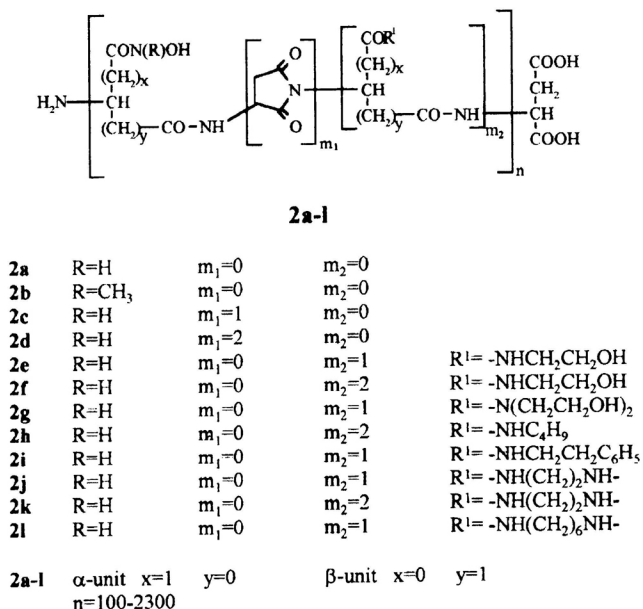 CON(R)OH
(CH₂)x
H₂N CH
(CH₂)y CO NH
O
N
O
m₁
COR¹
(CH₂)x
CH
(CH₂)y CO NH
m₂
COOH
CH₂
CH
COOH
n
2a-l
2a R=H m₁=0 m₂=0
2b R=CH₃ m₁=0 m₂=0
2c R=H m₁=1 m₂=0
2d R=H m₁=2 m₂=0
2e R=H m₁=0 m₂=1 R¹= -NHCH₂CH₂OH
2f R=H m₁=0 m₂=2 R¹= -NHCH₂CH₂OH
2g R=H m₁=0 m₂=1 R¹= -N(CH₂CH₂OH)₂
2h R=H m₁=0 m₂=2 R¹= -NHC₄H₉
2i R=H m₁=0 m₂=1 R¹= -NHCH₂CH₂C₆H₅
2j R=H m₁=0 m₂=1 R¹= -NH(CH₂)₂NH-
2k R=H m₁=0 m₂=2 R¹= -NH(CH₂)₂NH-
2l R=H m₁=0 m₂=1 R¹= -NH(CH₂)₆NH-
2a-l α-unit x=1 y=0 β-unit x=0 y=1
n=100-2300